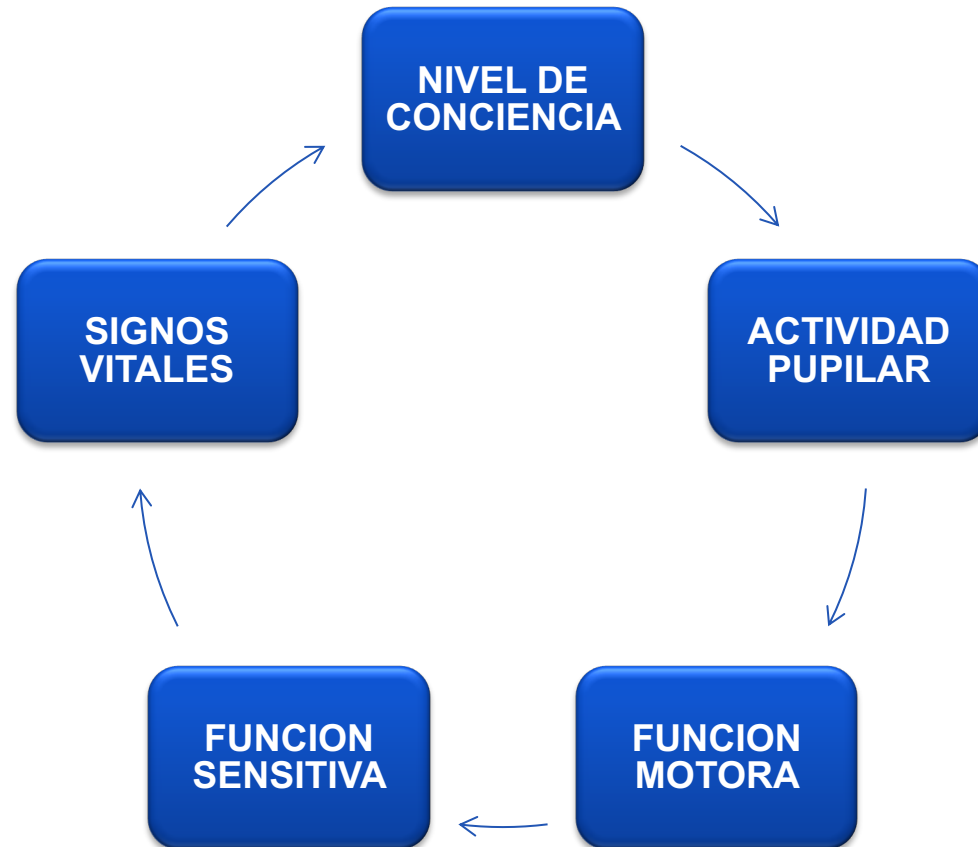 NIVEL DE
CONCIENCIA
ACTIVIDAD
PUPILAR
FUNCION
MOTORA
FUNCION
SENSITIVA
SIGNOS
VITALES